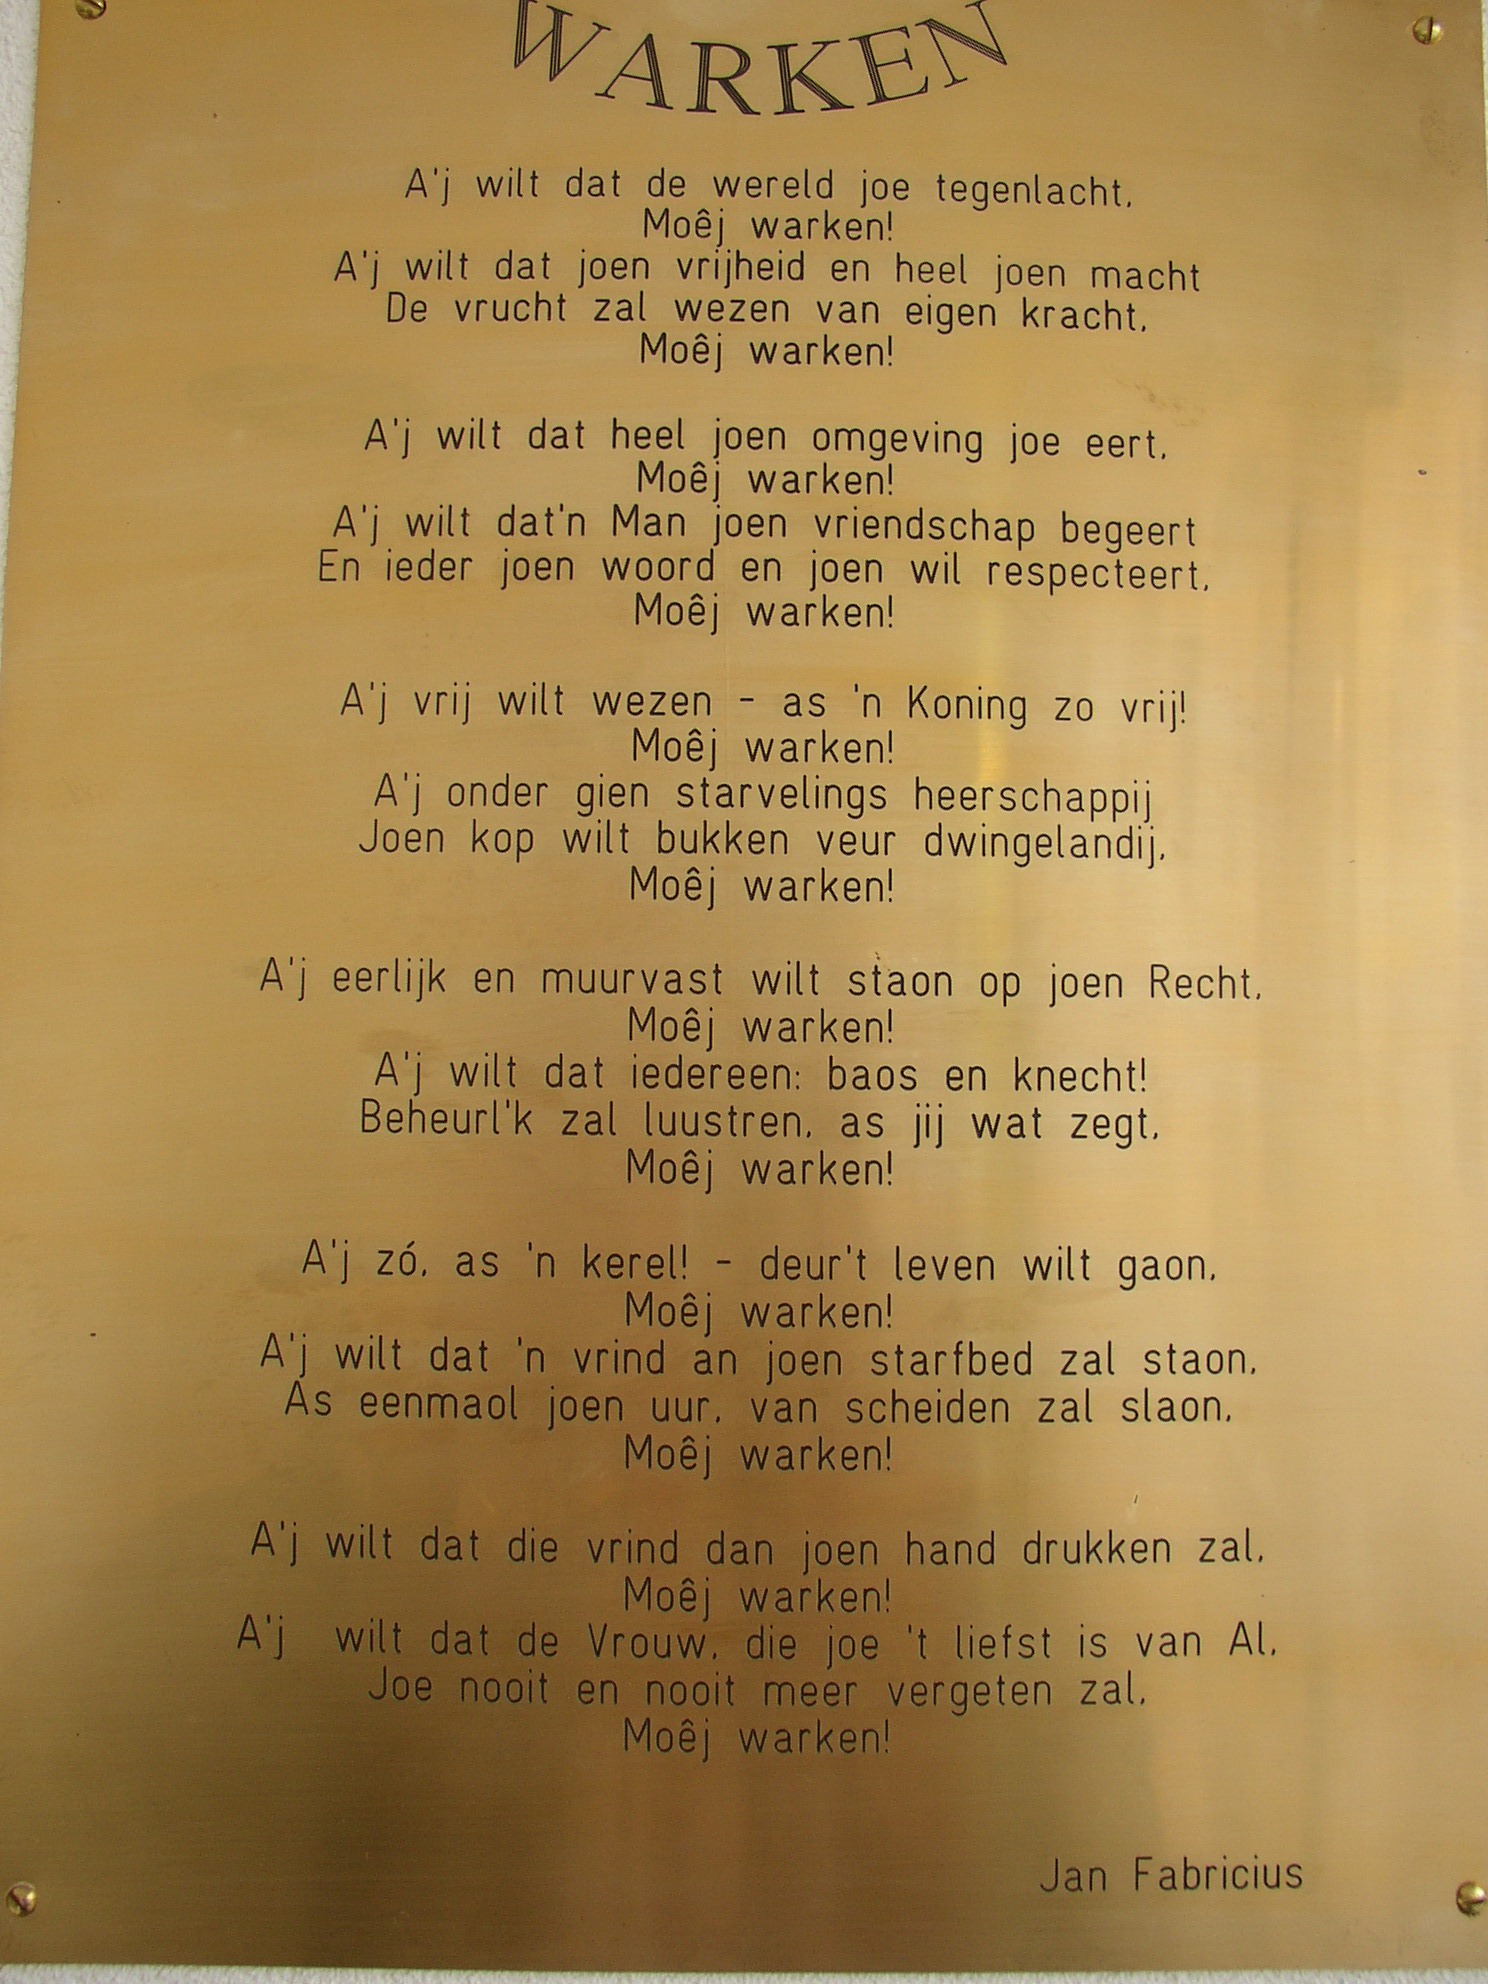 WARKEN
A'j wilt dat de wereld joe tegenlacht,
Moêj warken!
A'j wilt dat joen vrijheid en heel joen macht
De vrucht zal wezen van eigen kracht,
Moêj warken!
A'j wilt dat heel joen omgeving joe eert,
Moêj warken!
A'j wilt dat'n Man joen vriendschap begeert
En ieder joen woord en joen wil respecteert,
Moêj warken!
A'j vrij wilt wezen - as 'n Koning zo vrij!
Moêj warken!
A'j onder gien starvelings heerschappij
Joen kop wilt bukken veur dwingelandij,
Moêj warken!
A'j eerlijk en muurvast wilt staon op joen Recht,
Moêj warken!
A'j wilt dat iedereen: baos en knecht!
Beheurl'k zal luustren, as jij wat zegt,
Moêj warken!
A'j zó, as 'n kerel! - deur't leven wilt gaon,
Moêj warken!
A'j wilt dat 'n vrind an joen starfbed zal staon,
As eenmaol joen uur, van scheiden zal slaon,
Moêj warken!
A'j wilt dat die vrind dan joen hand drukken zal,
Moêj warken!
A'j wilt dat de Vrouw, die joe 't liefst is van Al,
Joe nooit en nooit meer vergeten zal,
Moêj warken!
Jan Fabricius